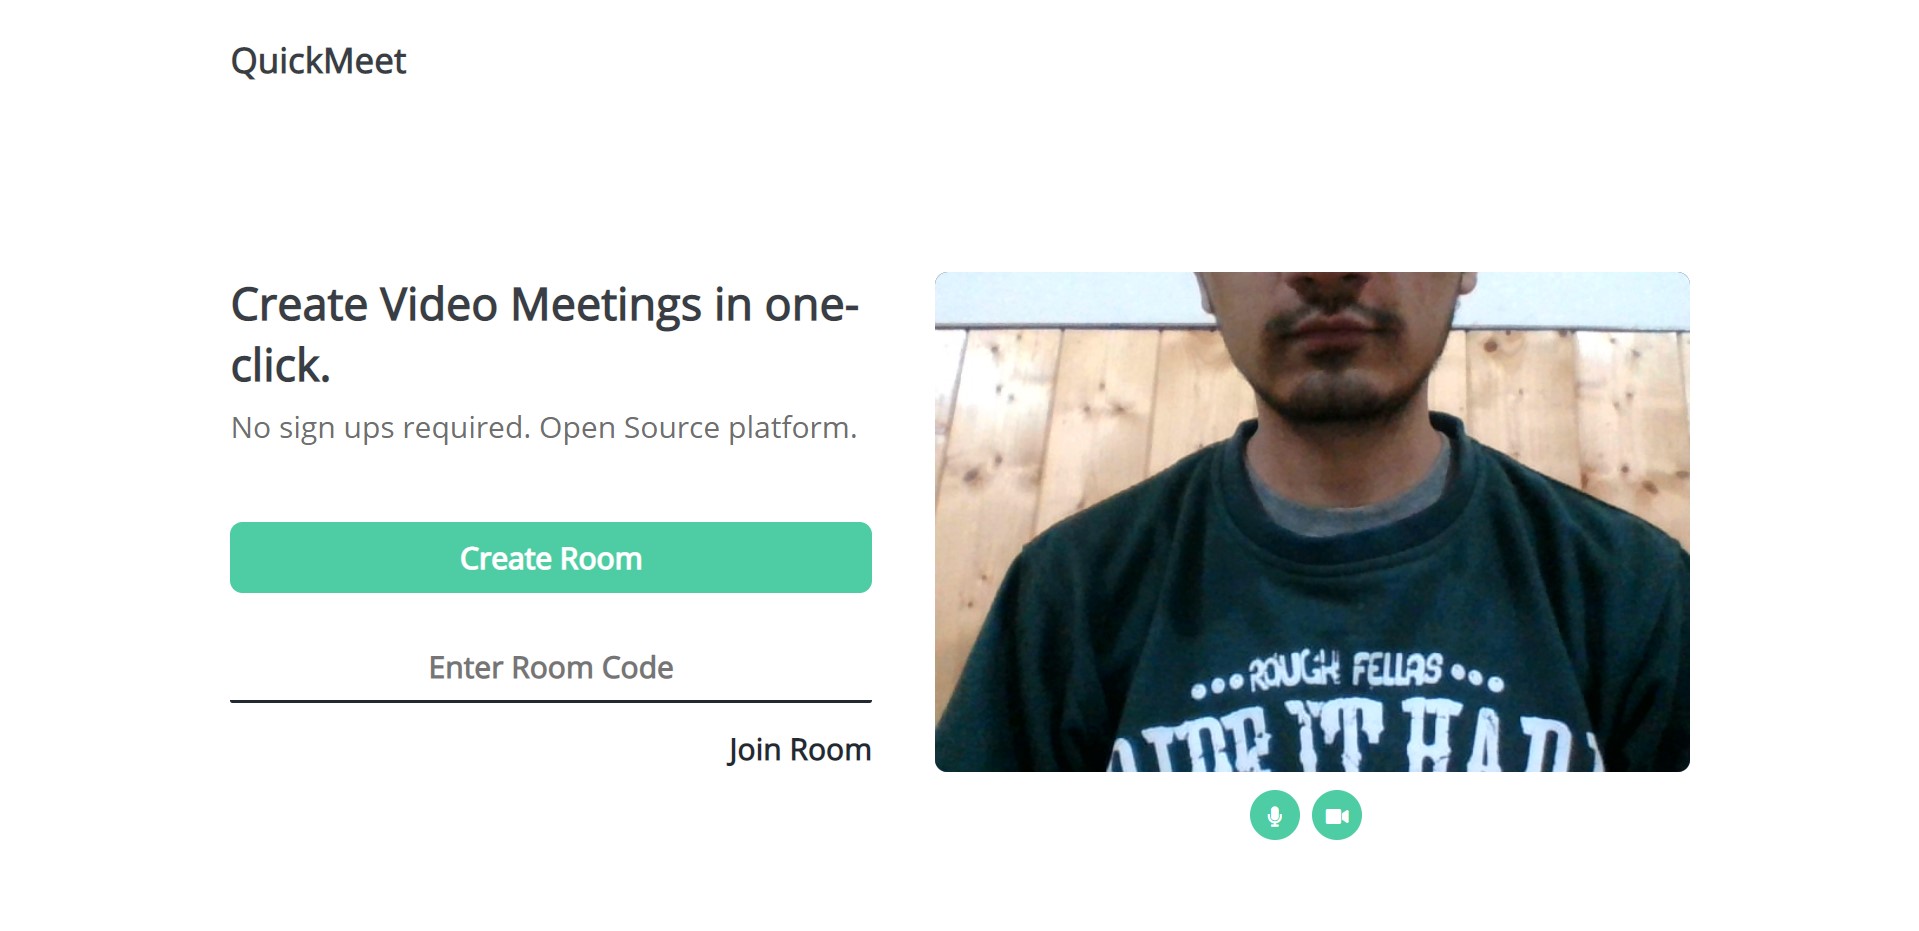 QuickMeet
Create Video Meetings in one-
click.
No sign ups required. Open Source platform.
Create Room
Enter Room Code
Join Room
ROUGH FELLAS
IT